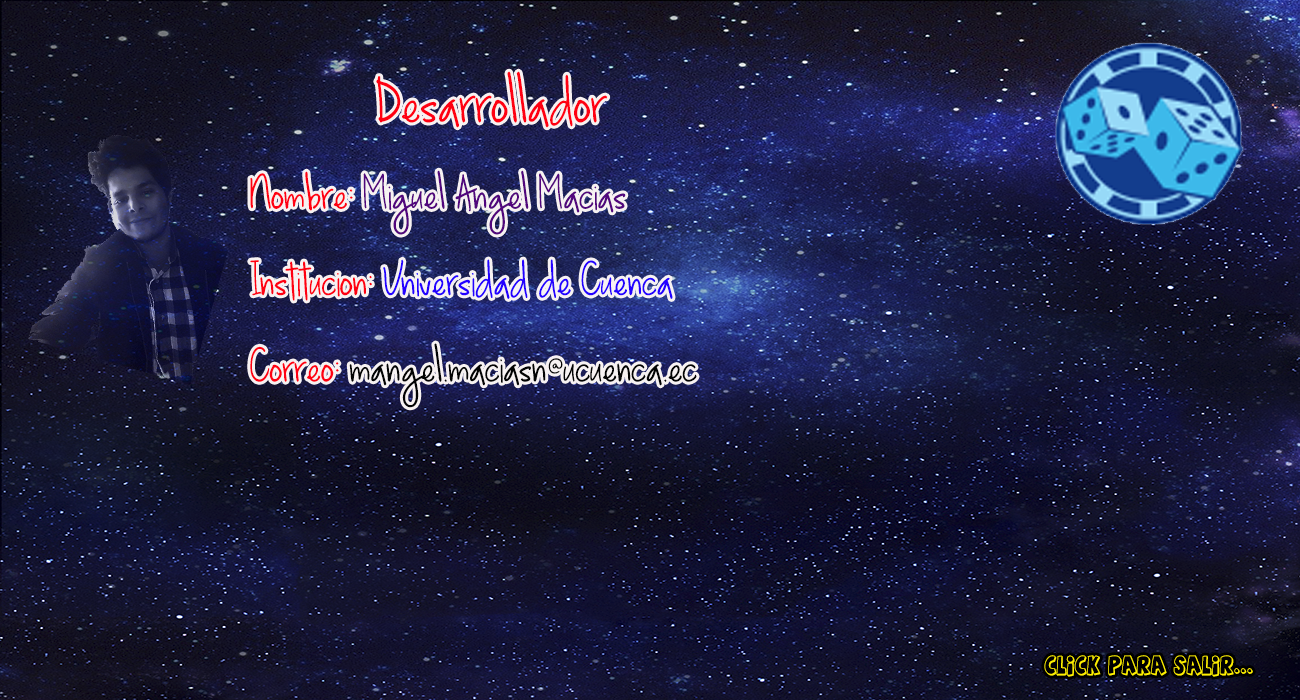 Desarrollador
Nombre: Miguel Angel Macias
Institucion: Universidad de Cuenca
Correo: mangel.maciasn@ucuenca.ec
CLICK PARA SALIR...